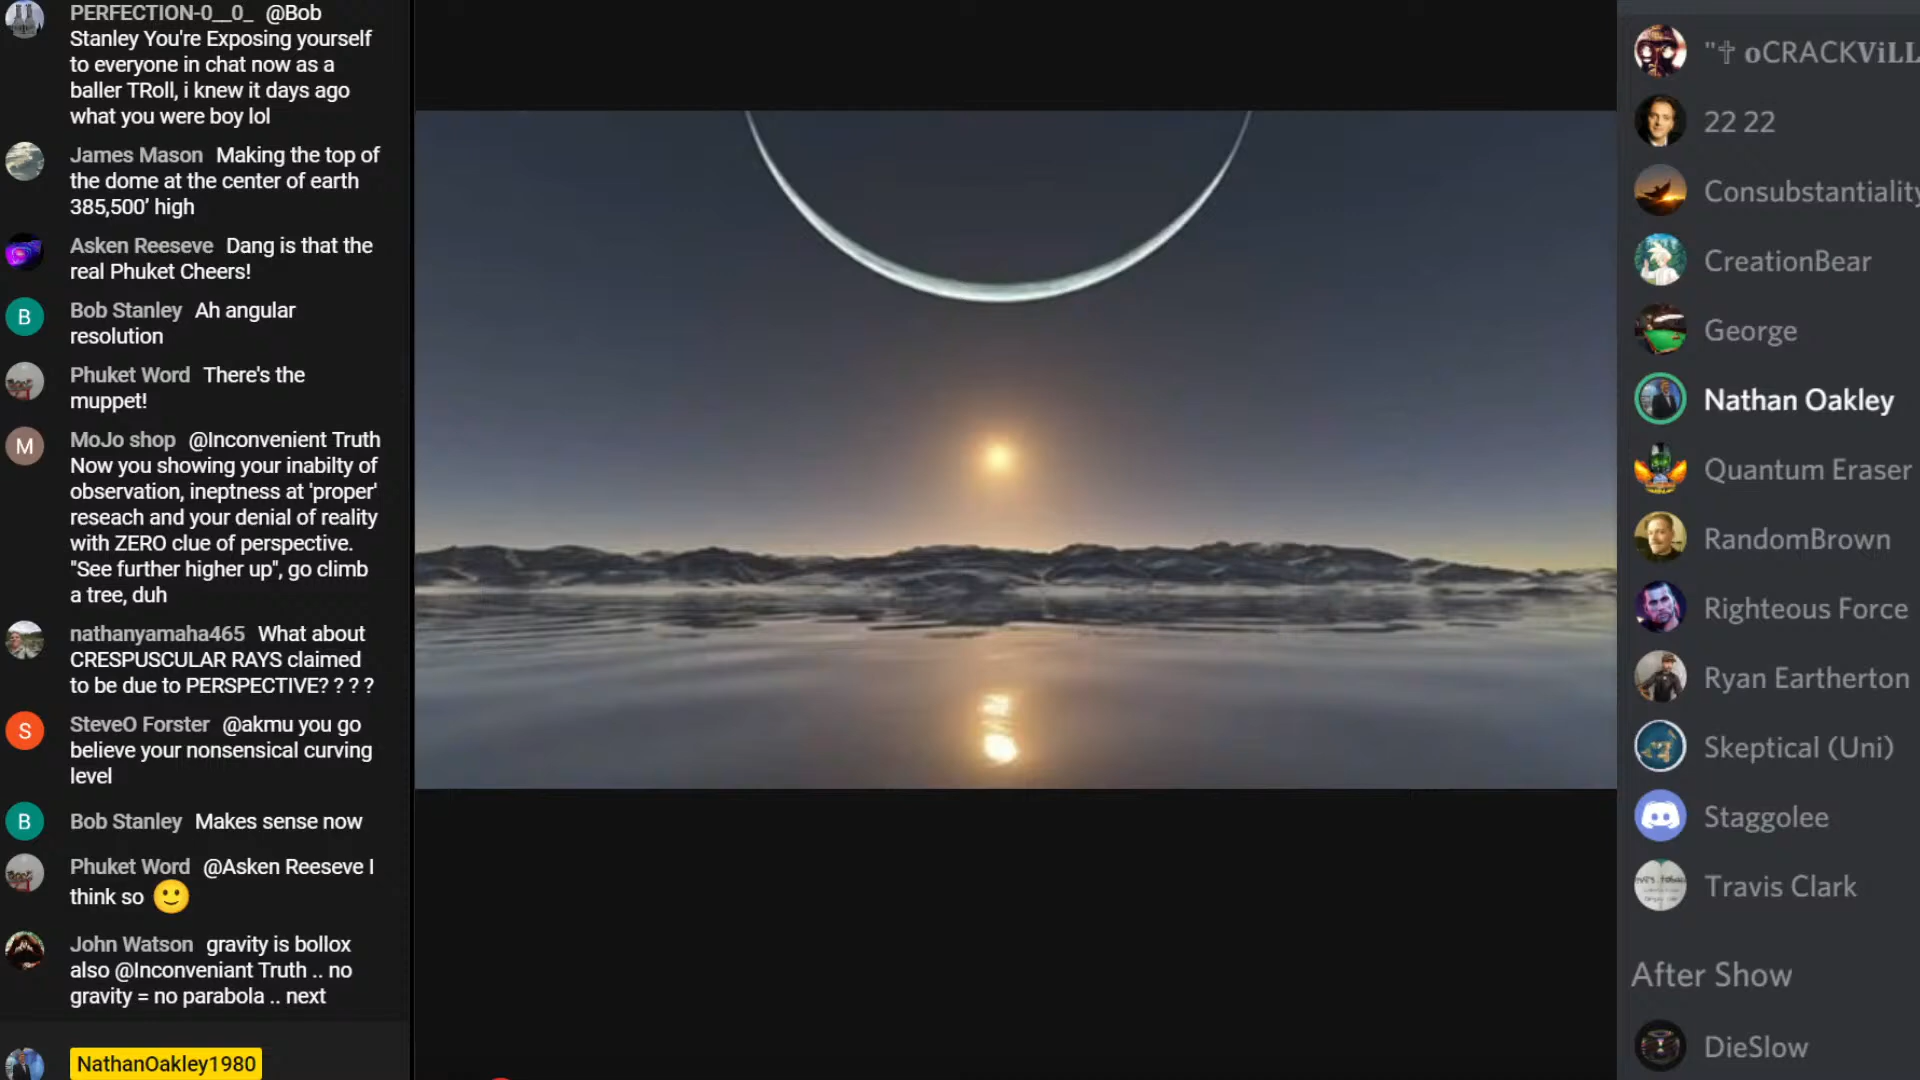 PERFECTION-0__0_ @Bob
Stanley You're Exposing yourself
to everyone in chat now as a
baller TRoll, i knew it days ago
what you were boy lol
James Mason Making the top of
the dome at the center of earth
385,500’ high
Asken Reeseve Dang is that the
real Phuket Cheers!
B
Bob Stanley Ah angular
resolution
Phuket Word There's the
muppet!
M
MoJo shop @Inconvenient Truth
Now you showing your inabilty of
observation, ineptness at 'proper'
reseach and your denial of reality
with ZERO clue of perspective.
"See further higher up", go climb
a tree, duh
nathanyamaha465 What about
CRESPUSCULAR RAYS claimed
to be due to PERSPECTIVE? ? ? ?
S
SteveO Forster @akmu you go
believe your nonsensical curving
level
B
Bob Stanley Makes sense now
Phuket Word @Asken Reeseve I
think so 🙂
John Watson gravity is bollox
also @Inconveniant Truth .. no
gravity = no parabola .. next
NathanOakley1980
"✝ oCRACKViLL
22 22
Consubstantiality
CreationBear
George
Nathan Oakley
Quantum Eraser
RandomBrown
Righteous Force
Ryan Eartherton
Skeptical (Uni)
Staggolee
Travis Clark
After Show
DieSlow